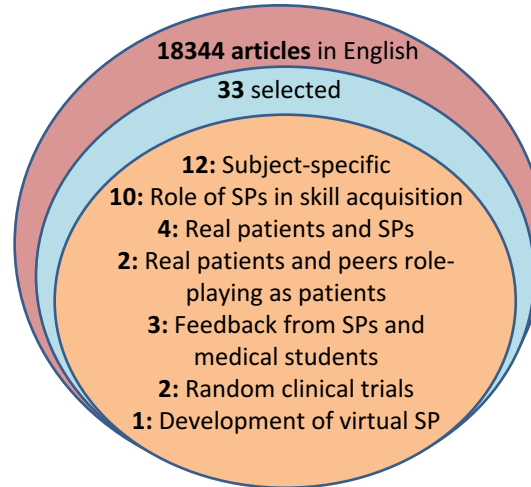 18344 articles in English
33 selected
12: Subject-specific
10: Role of SPs in skill acquisition
4: Real patients and SPs
2: Real patients and peers role-
playing as patients
3: Feedback from SPs and
medical students
2: Random clinical trials
1: Development of virtual SP